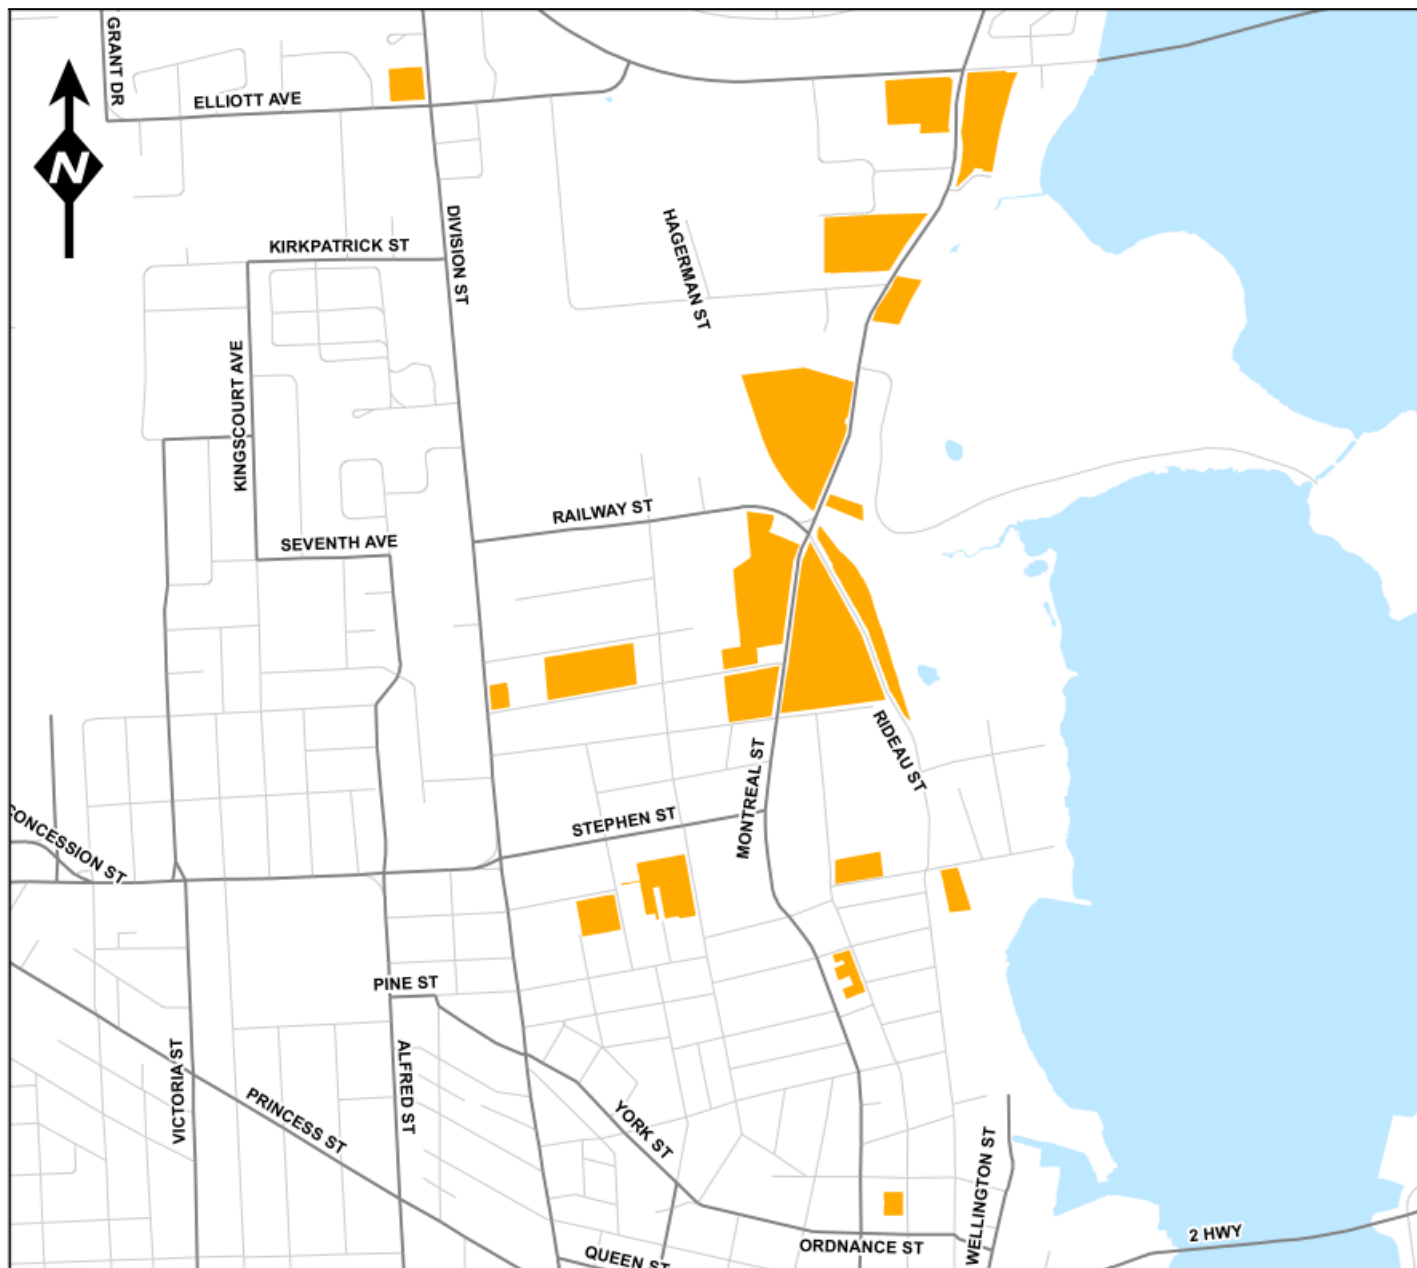 GRANT DR
ELLIOTT AVE
N
DIVISION ST
HAGERMAN ST
KIRKPATRICK ST
KINGSCOURT AVE
RAILWAY ST
SEVENTH AVE
RIDEAU ST
MONTREAL ST
STEPHEN ST
CONCESSION ST
PINE ST
VICTORIA ST
ALFRED ST
PRINCESS ST
YORK ST
WELLINGTON ST
2 HWY
ORDNANCE ST
QUEEN ST